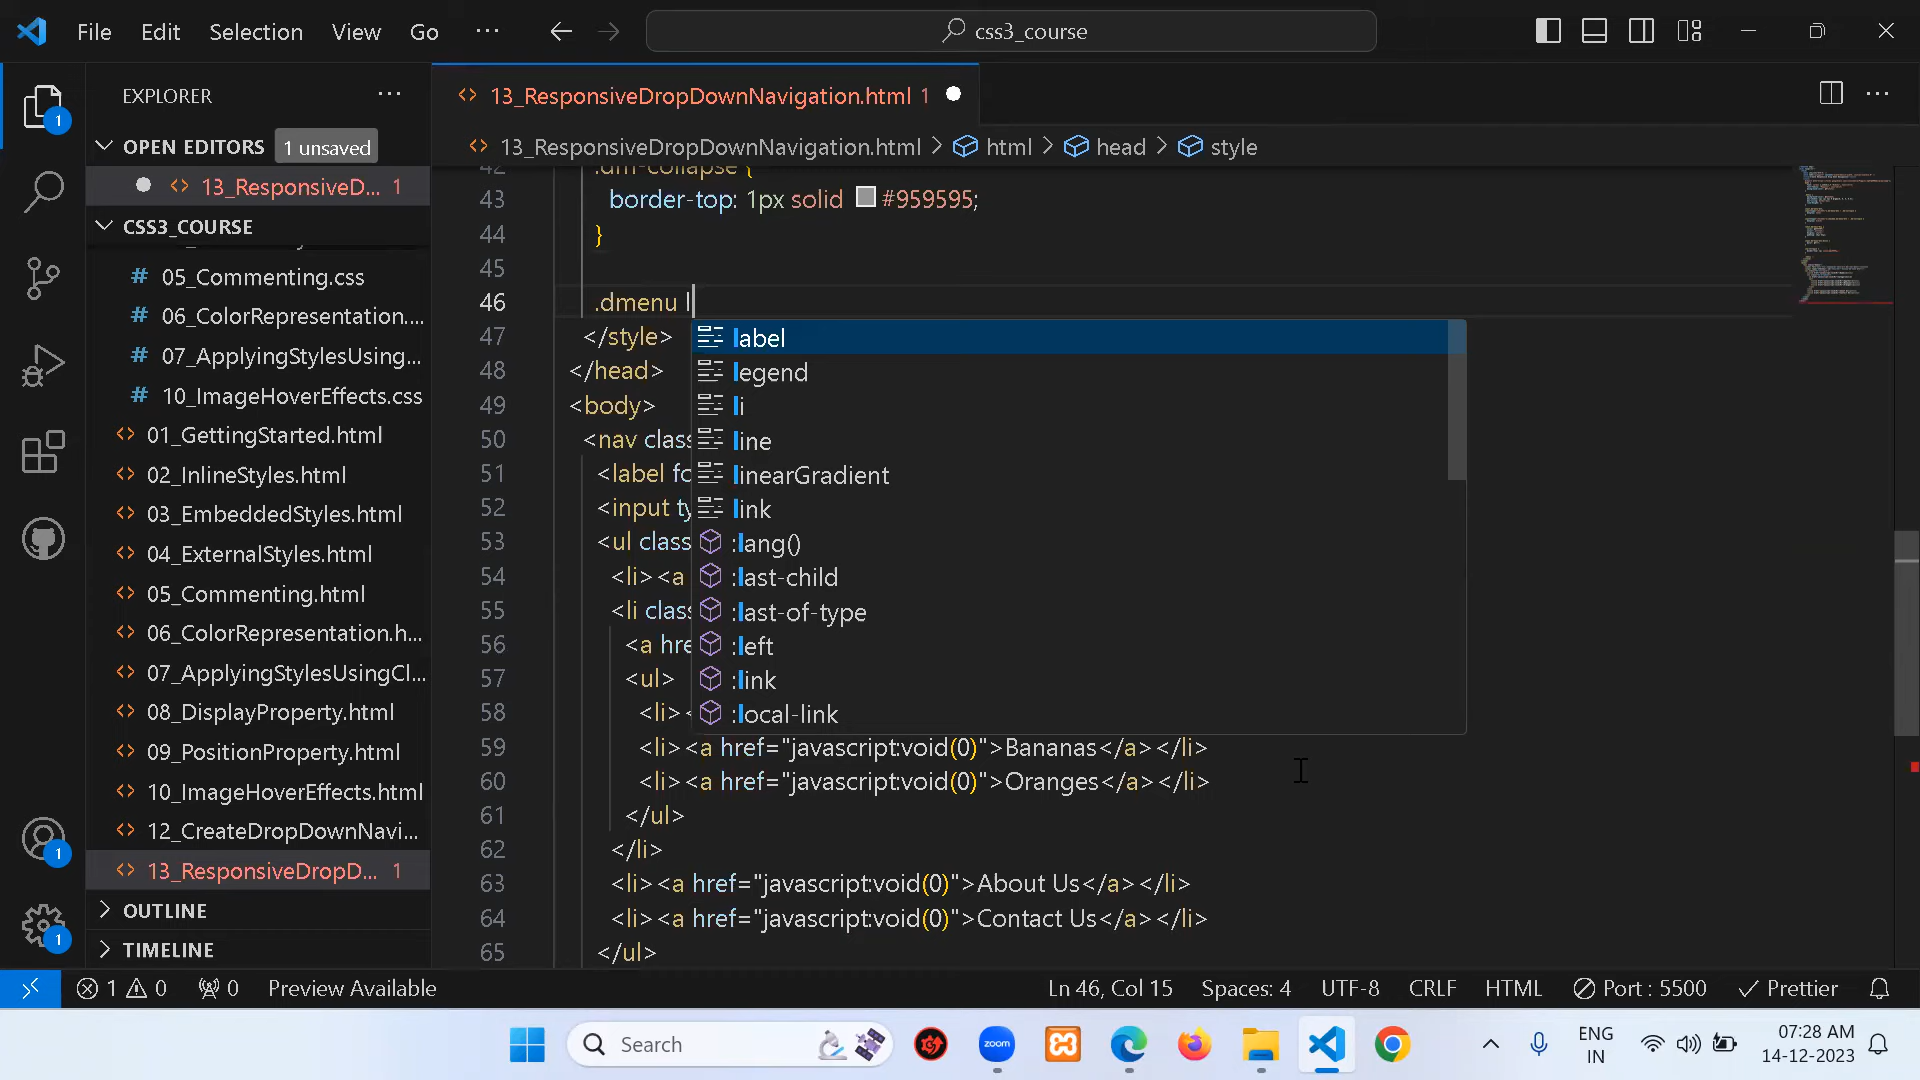 File Edit Selection View Go ··· css3_course
EXPLORER ···
13_ResponsiveDropDownNavigation.html 1
OPEN EDITORS 1 unsaved
13_ResponsiveDropDownNavigation.html > html > head > style
13_ResponsiveD... 1
CSS3_COURSE
05_Commenting.css
06_ColorRepresentation....
07_ApplyingStylesUsing...
10_ImageHoverEffects.css
01_GettingStarted.html
02_InlineStyles.html
03_EmbeddedStyles.html
04_ExternalStyles.html
05_Commenting.html
06_ColorRepresentation.h...
07_ApplyingStylesUsingCl...
08_DisplayProperty.html
09_PositionProperty.html
10_ImageHoverEffects.html
12_CreateDropDownNavi...
13_ResponsiveDropD... 1
OUTLINE
TIMELINE
42 .dm-collapse {
43 border-top: 1px solid #959595;
44 }
45
46 .dmenu l
47 </style>
48 </head>
49 <body>
50 <nav clas
51 <label fo
52 <input ty
53 <ul class
54 <li><a
55 <li clas
56 <a hre
57 <ul>
58 <li><
59 <li><a href="javascript:void(0)">Bananas</a></li>
60 <li><a href="javascript:void(0)">Oranges</a></li>
61 </ul>
62 </li>
63 <li><a href="javascript:void(0)">About Us</a></li>
64 <li><a href="javascript:void(0)">Contact Us</a></li>
65 </ul>
label
legend
li
line
linearGradient
link
:lang()
:last-child
:last-of-type
:left
:link
:local-link
1
1
1
1 0 0 Preview Available Ln 46, Col 15 Spaces: 4 UTF-8 CRLF HTML Port : 5500 Prettier
Search zoom ENG
IN
07:28 AM
14-12-2023